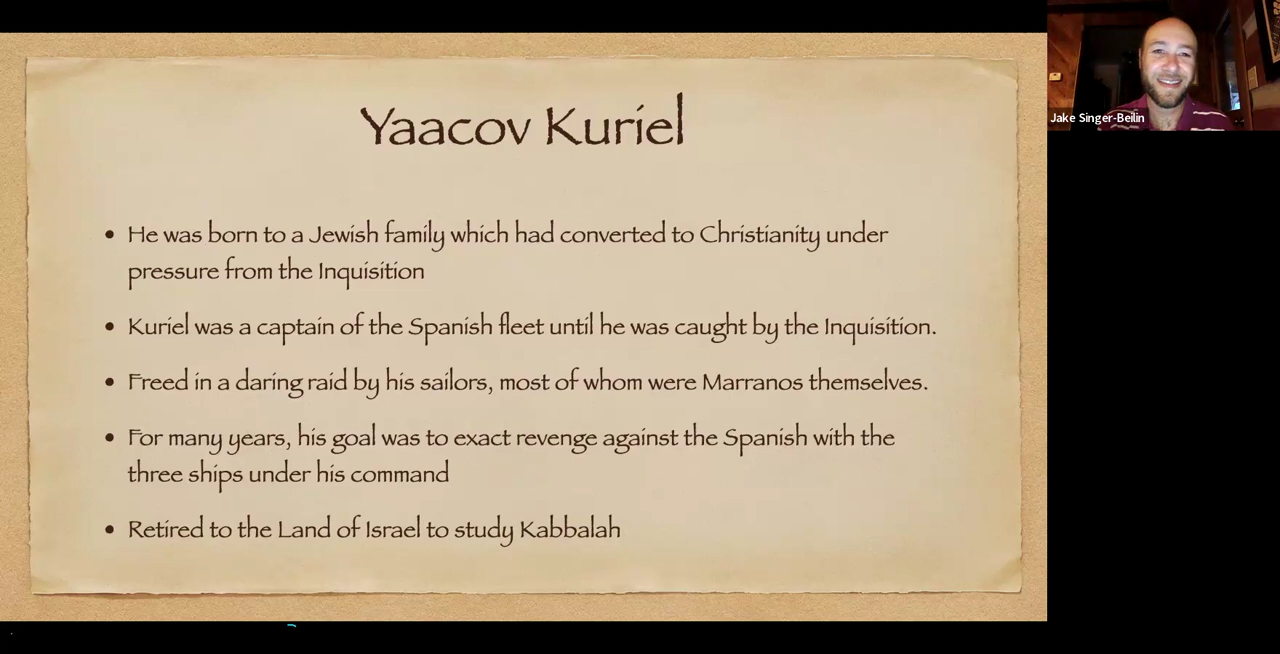 Yaacov Kuriel
• He was born to a Jewish family which had converted to Christianity under
pressure from the Inquisition
• Kuriel was a captain of the Spanish fleet until he was caught by the Inquisition.
• Freed in a daring raid by his sailors, most of whom were Marranos themselves.
• For many years, his goal was to exact revenge against the Spanish with the
three ships under his command
• Retired to the Land of Israel to study Kabbalah
Jake Singer-Beilin